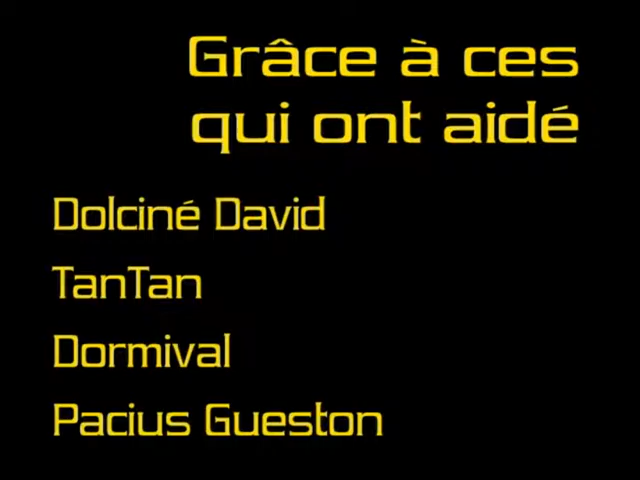 Grâce à ces
qui ont aidé
Dolciné David
TanTan
Dormival
Pacius Gueston